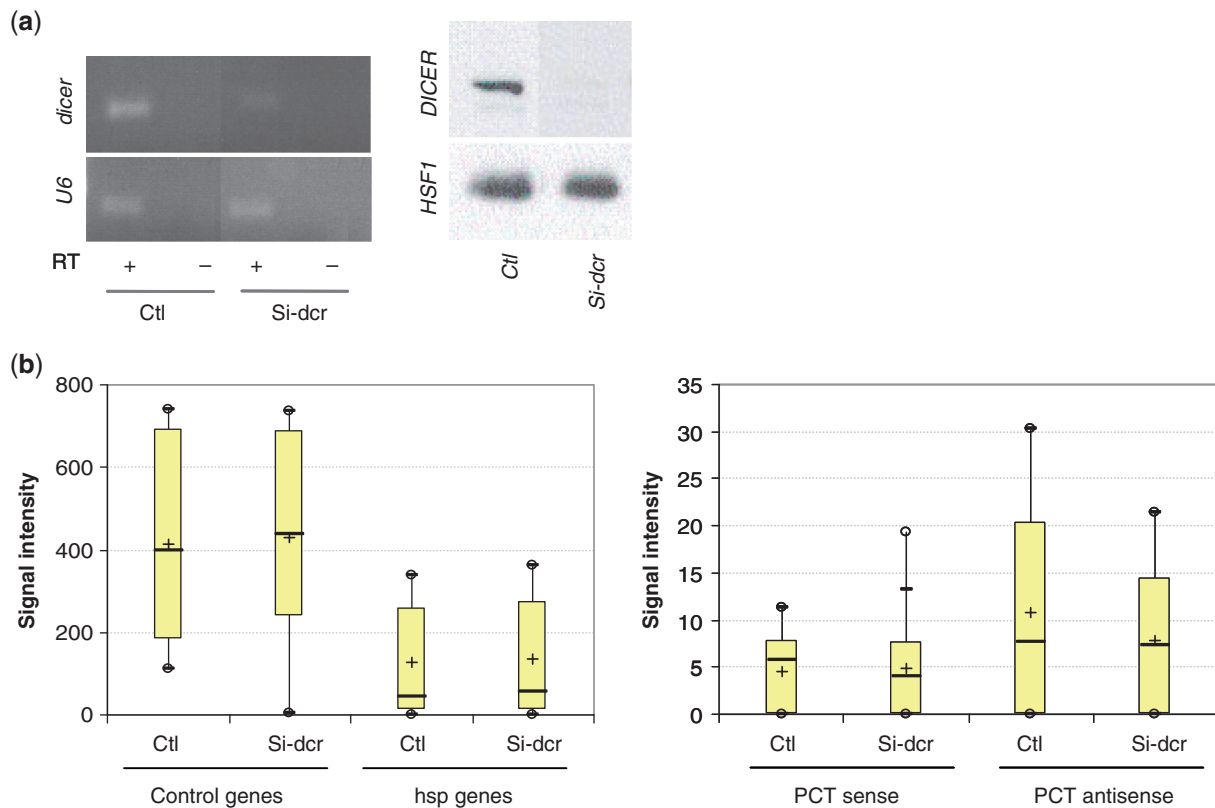 (a)
dicer
U6
RT + − + −
Ctl Si-dcr
DICER
HSF1
Ctl Si-dcr
(b)
Signal intensity
800
600
400
200
0
Ctl Si-dcr Ctl Si-dcr
Control genes hsp genes
Signal intensity
35
30
25
20
15
10
5
0
Ctl Si-dcr Ctl Si-dcr
PCT sense PCT antisense